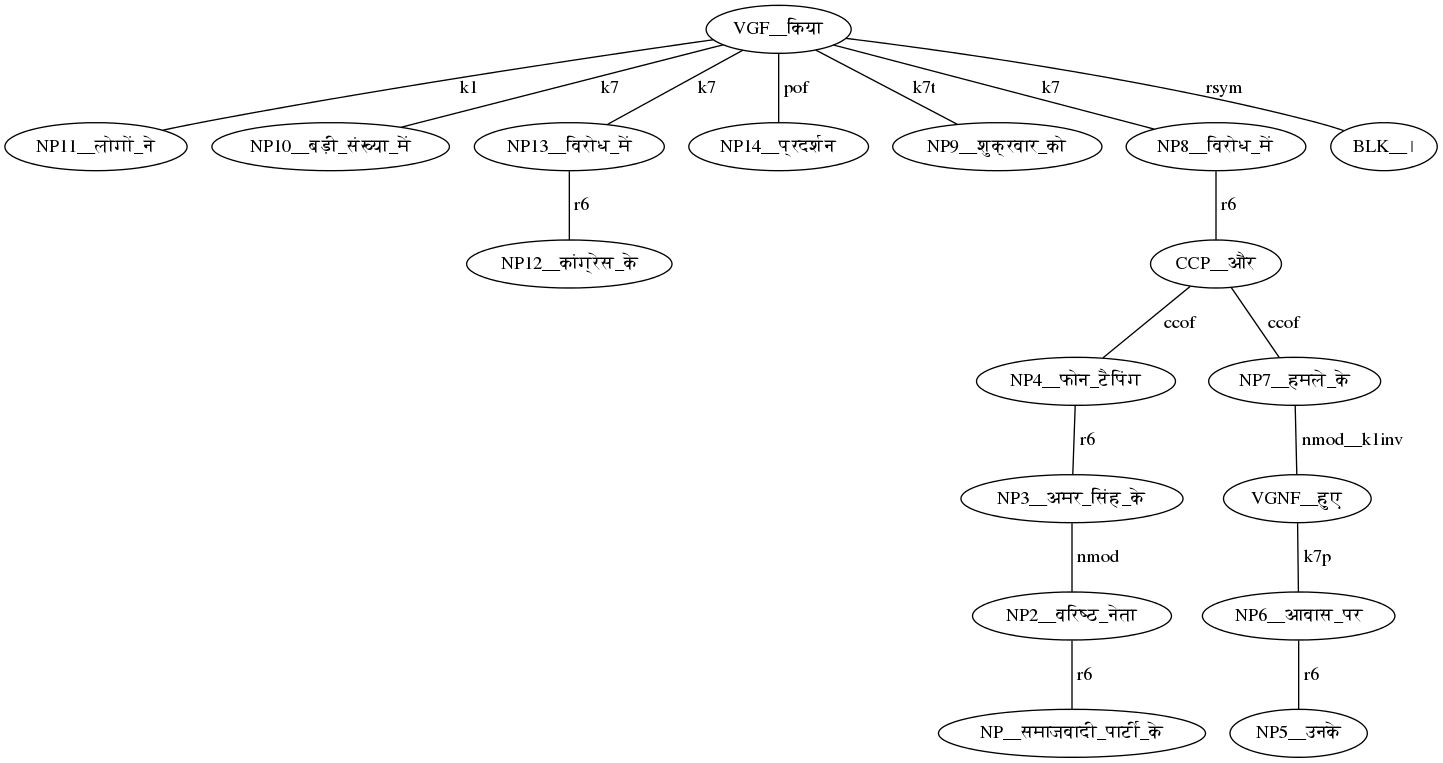 VGF__किया
k1 k7 k7 pof k7t k7 rsym
NP11__लोगों_ने NP10__बड़ी_संख्या_में NP13__विरोध_में NP14__प्रदर्शन NP9__शुक्रवार_को NP8__विरोध_में BLK__।
r6 r6
NP12__कांग्रेस_के CCP__और
ccof ccof
NP4__फोन_टैपिंग NP7__हमले_के
r6 nmod__k1inv
NP3__अमर_सिंह_के VGNF__हुए
nmod k7p
NP2__वरिष्ठ_नेता NP6__आवास_पर
r6 r6
NP__समाजवादी_पार्टी_के NP5__उनके